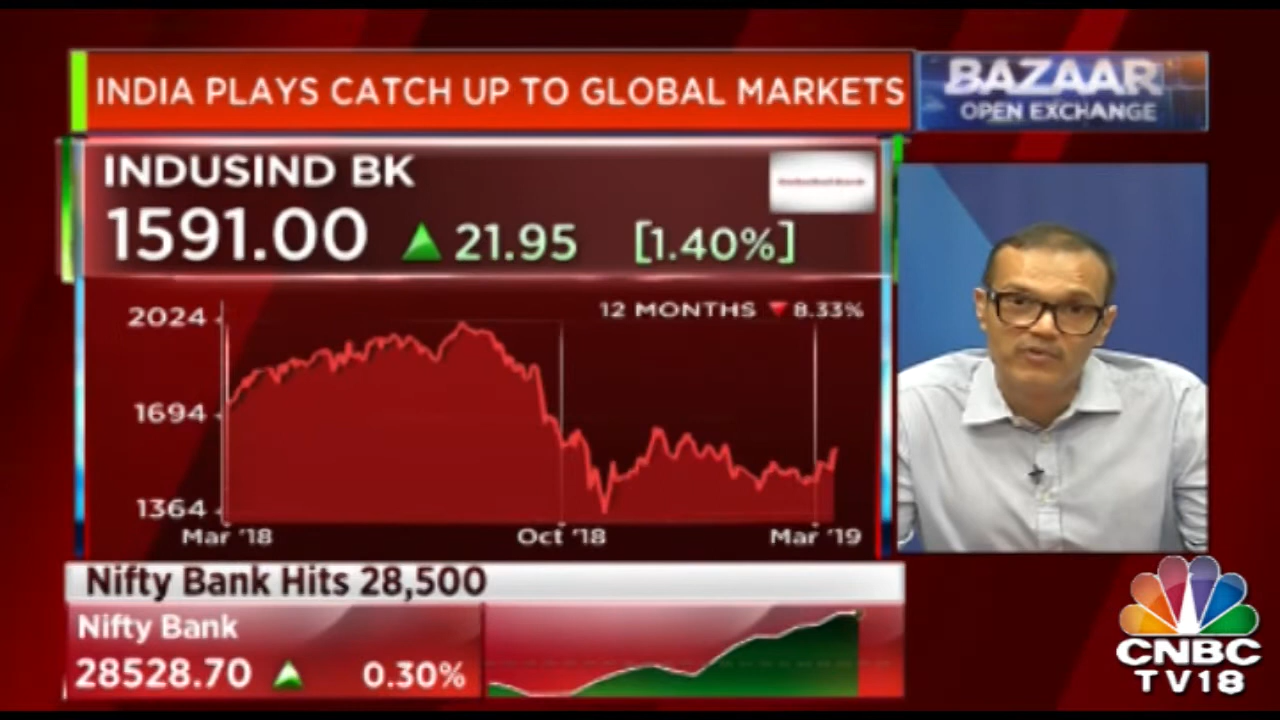 INDIA PLAYS CATCH UP TO GLOBAL MARKETS
BAZAAR
OPEN EXCHANGE
INDUSIND BK
1591.00 ▲ 21.95 [1.40%]
12 MONTHS ▼ 8.33%
2024
1694
1364
Mar '18 Oct '18 Mar '19
Nifty Bank Hits 28,500
Nifty Bank
28528.70 ▲ 0.30%
CNBC
TV18